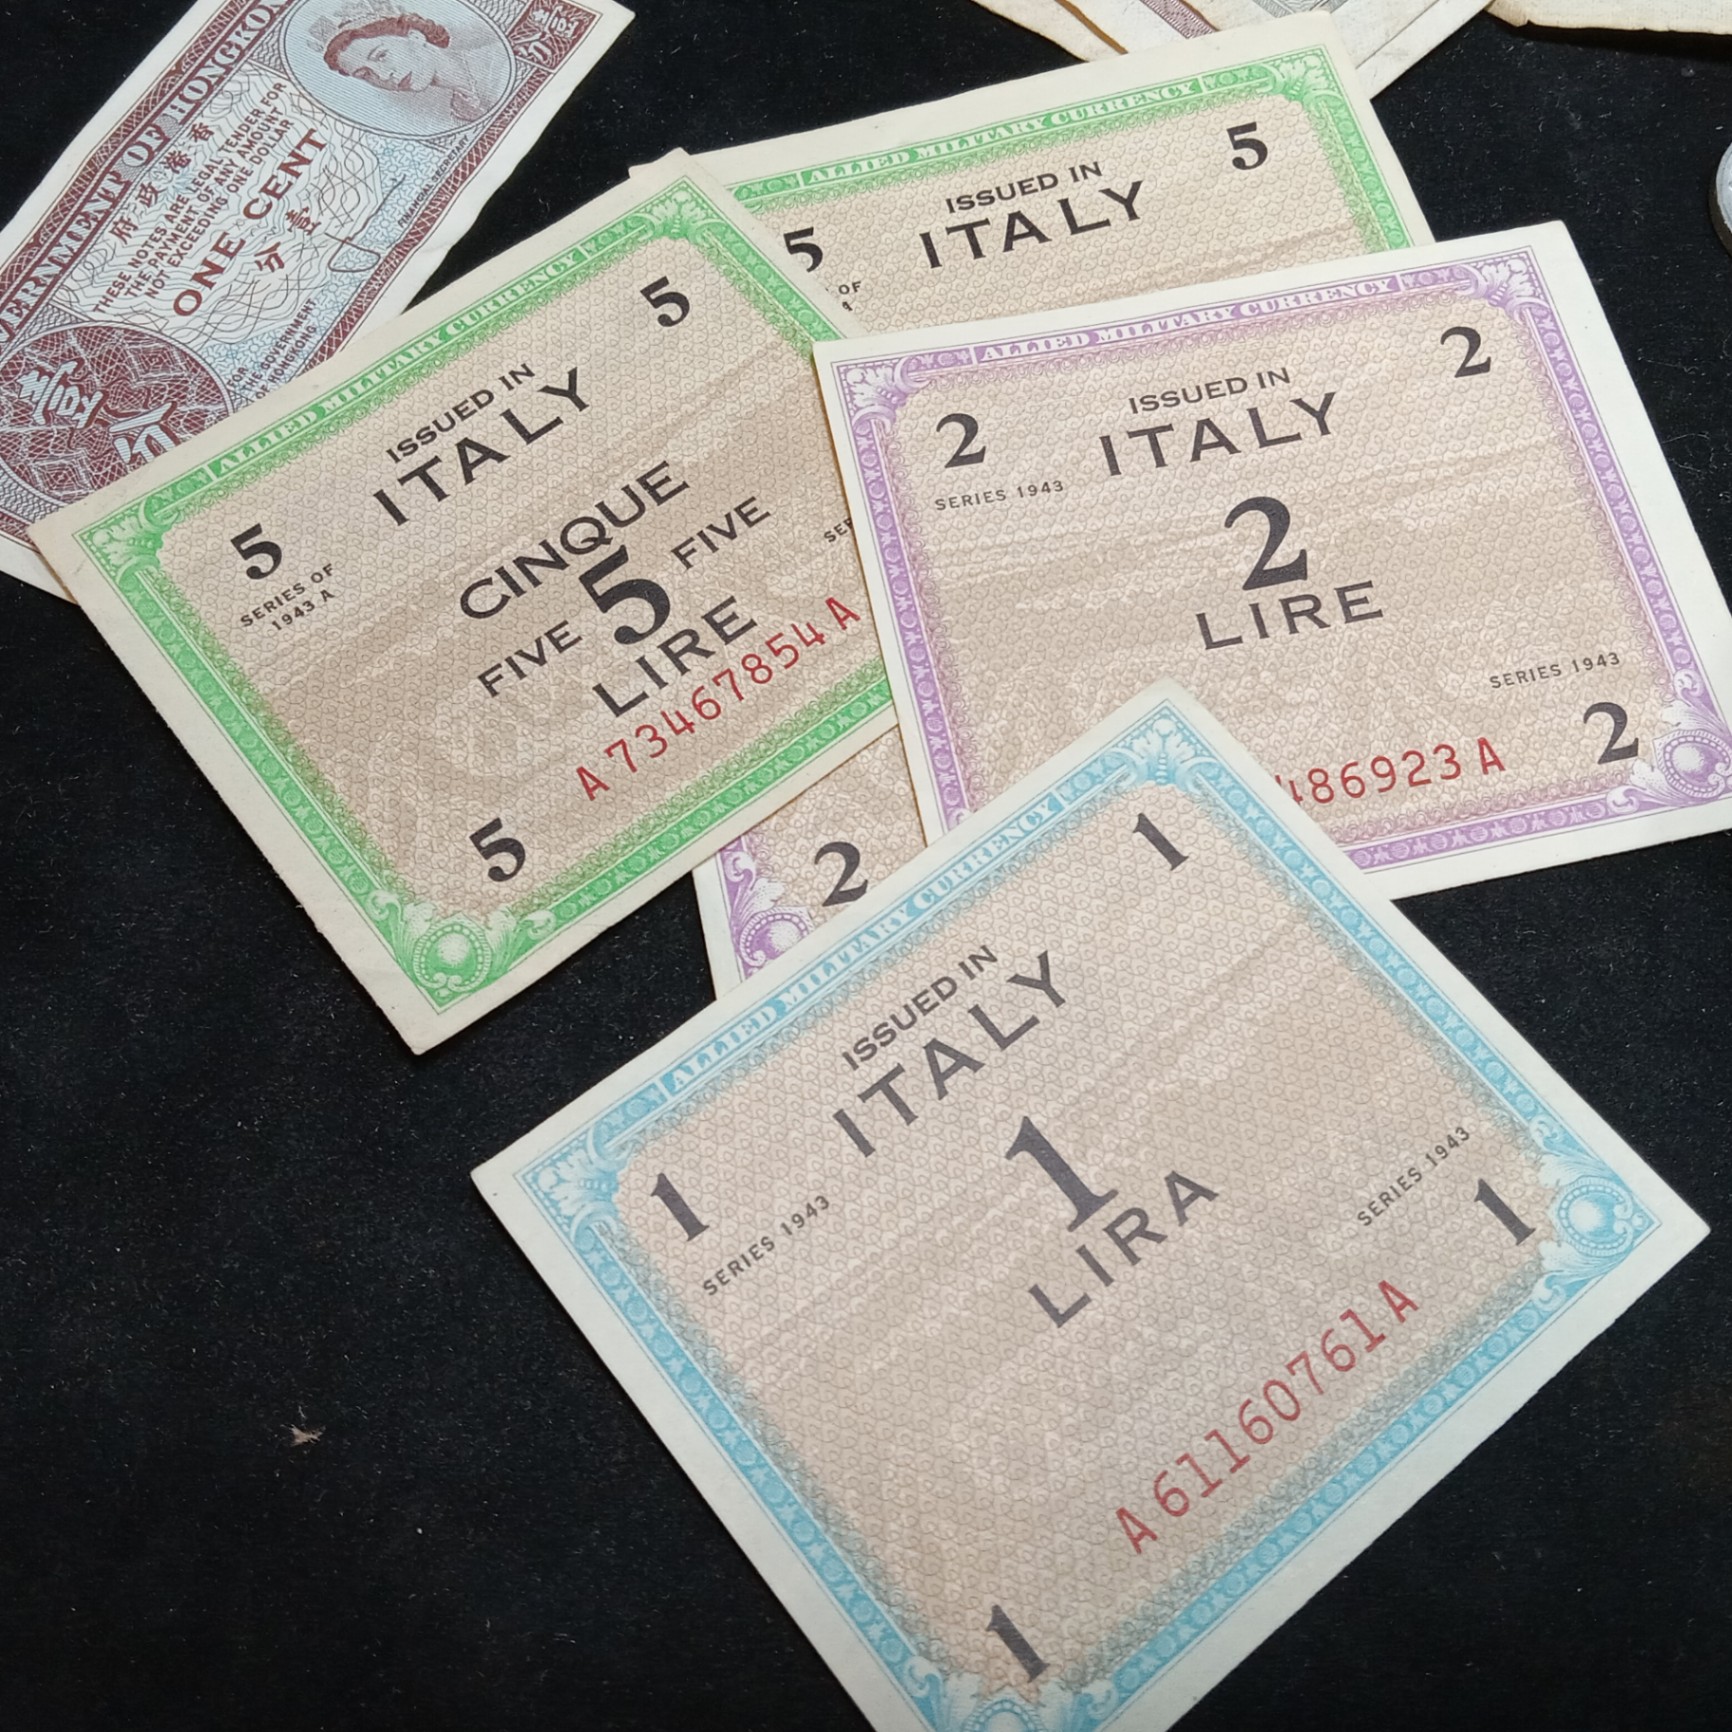 GOVERNMENT OF HONGKONG
香港政府
THESE NOTES ARE LEGAL TENDER FOR
THE PAYMENT OF ANY AMOUNT
NOT EXCEEDING ONE DOLLAR
ONE CENT
壹分
FOR
THE GOVERNMENT
OF HONGKONG
FINANCIAL SECRETARY
壹
分
壹
分
ALLIED MILITARY CURRENCY
ISSUED IN
ITALY
5
5
OF
ALLIED MILITARY CURRENCY
ISSUED IN
ITALY
5
5
SERIES OF
1943 A
CINQUE
FIVE 5 FIVE
LIRE
A73467854A
5
ALLIED MILITARY CURRENCY
2
2
ISSUED IN
ITALY
SERIES 1943
2
LIRE
SERIES 1943
486923A
2
2
ALLIED MILITARY CURRENCY
1
ISSUED IN
ITALY
1
SERIES 1943
1
LIRA
SERIES 1943
1
A61160761A
1